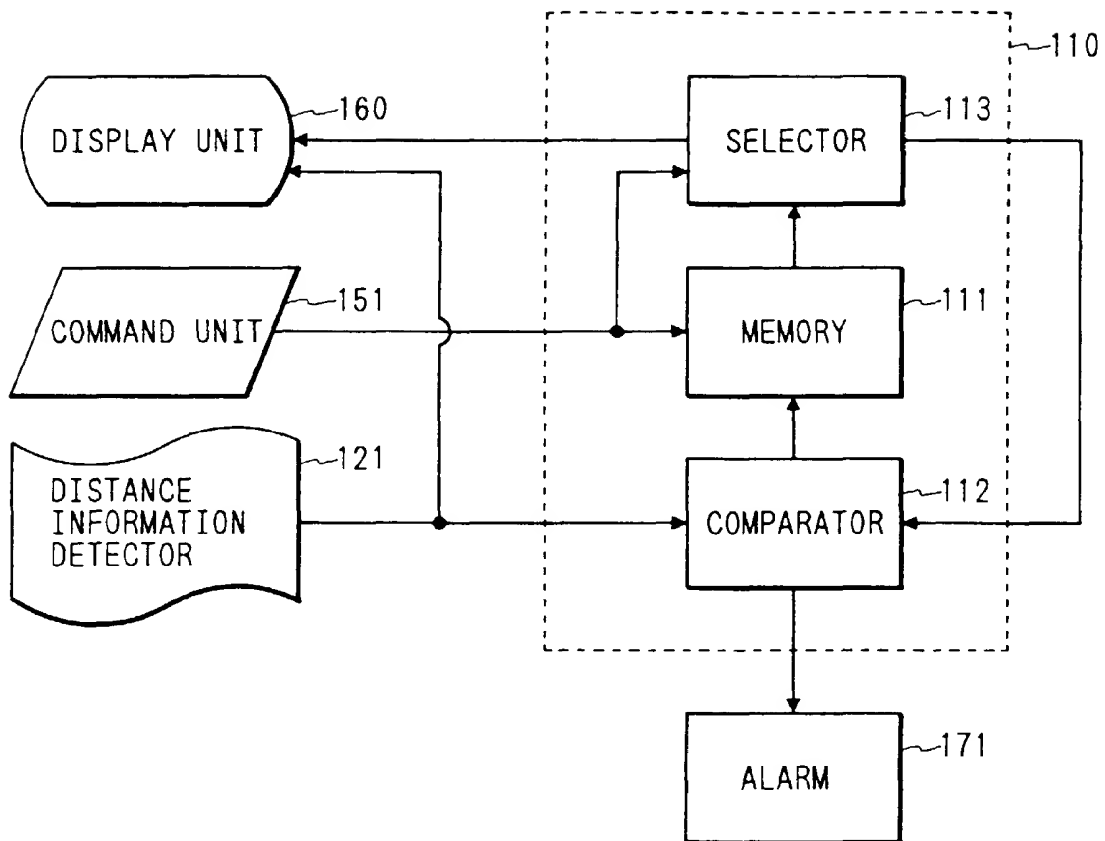 110
160
113
DISPLAY UNIT
SELECTOR
151
111
COMMAND UNIT
MEMORY
121
112
DISTANCE
INFORMATION
DETECTOR
COMPARATOR
171
ALARM